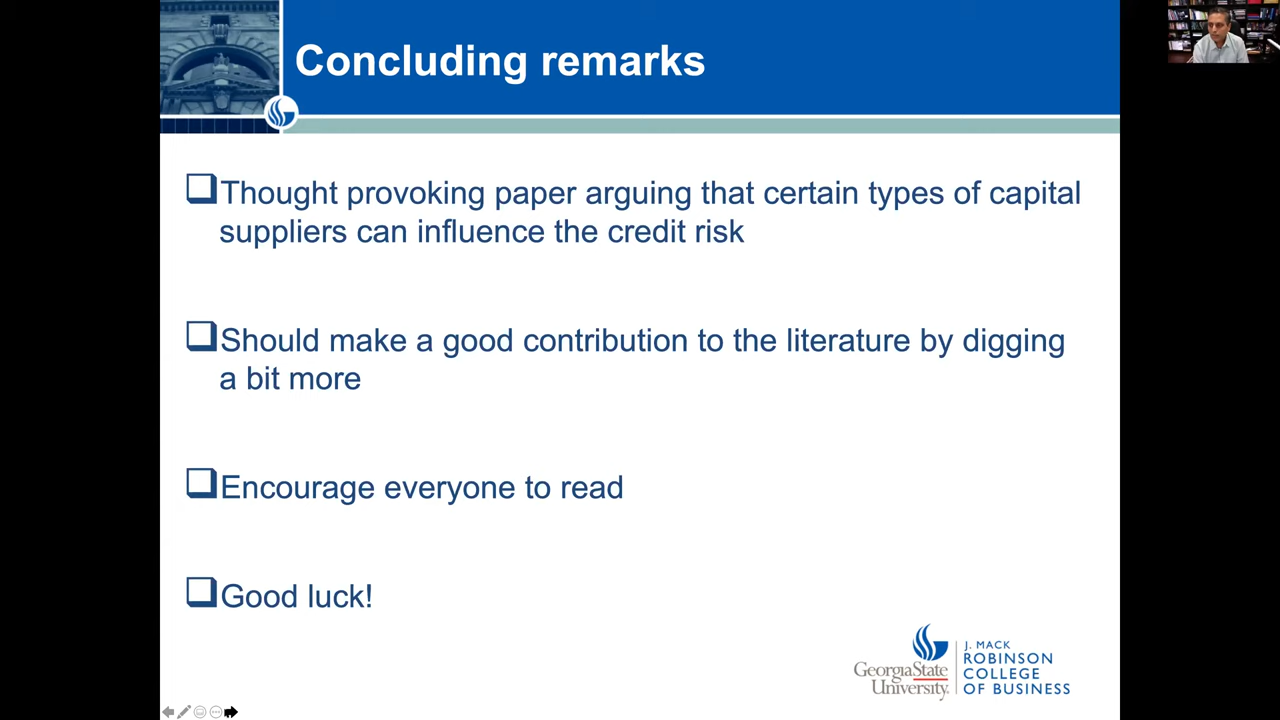 Concluding remarks
Thought provoking paper arguing that certain types of capital
suppliers can influence the credit risk
Should make a good contribution to the literature by digging
a bit more
Encourage everyone to read
Good luck!
GeorgiaState
University.
J. MACK
ROBINSON
COLLEGE
OF BUSINESS